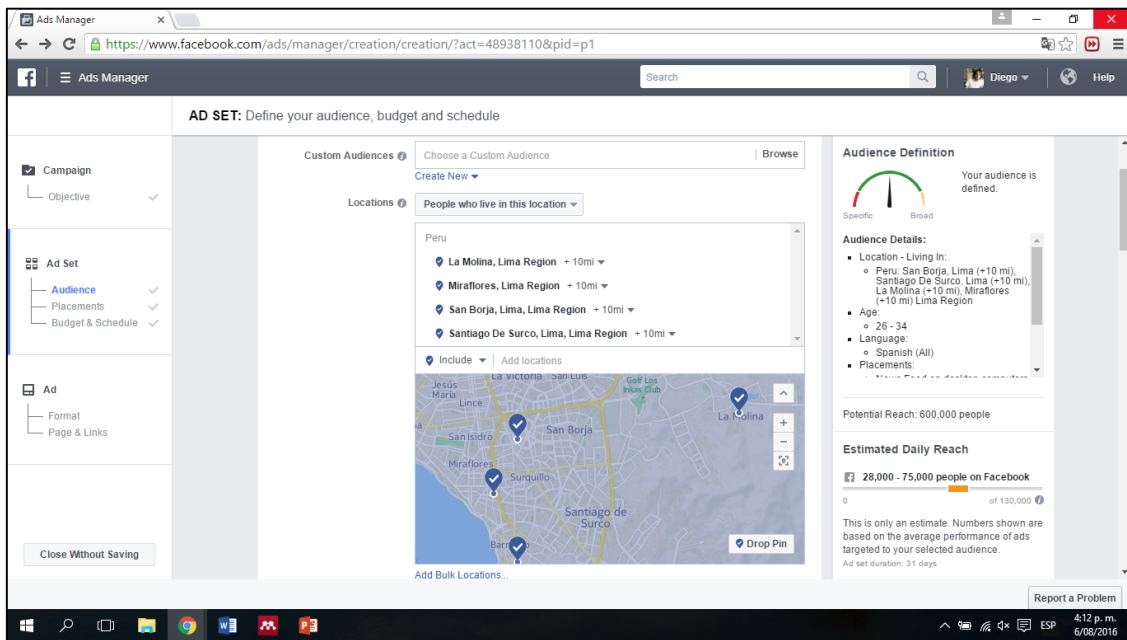 Ads Manager
https://www.facebook.com/ads/manager/creation/creation/?act=48938110&pid=p1
Ads Manager
Search
Diego
Help
AD SET: Define your audience, budget and schedule
Campaign
Objective
Ad Set
Audience
Placements
Budget & Schedule
Ad
Format
Page & Links
Close Without Saving
Custom Audiences
Choose a Custom Audience
Browse
Create New
Locations
People who live in this location
Peru
La Molina, Lima Region + 10mi
Miraflores, Lima Region + 10mi
San Borja, Lima, Lima Region + 10mi
Santiago De Surco, Lima, Lima Region + 10mi
Include
Add locations
La Victoria San Luis
Jesús
María
Lince
Golf Los
Inkas Club
La Molina
San Isidro
San Borja
Miraflores
Surquillo
Santiago de
Surco
Drop Pin
Add Bulk Locations...
Audience Definition
Your audience is
defined.
Specific
Broad
Audience Details:
Location - Living In:
Peru: San Borja, Lima (+10 mi),
Santiago De Surco, Lima (+10 mi),
La Molina (+10 mi), Miraflores
(+10 mi) Lima Region
Age:
26 - 34
Language:
Spanish (All)
Placements:
News Feed on desktop computers
Potential Reach: 600,000 people
Estimated Daily Reach
28,000 - 75,000 people on Facebook
0
of 130,000
This is only an estimate. Numbers shown are
based on the average performance of ads
targeted to your selected audience.
Ad set duration: 31 days
Report a Problem
ESP
4:12 p. m.
6/08/2016